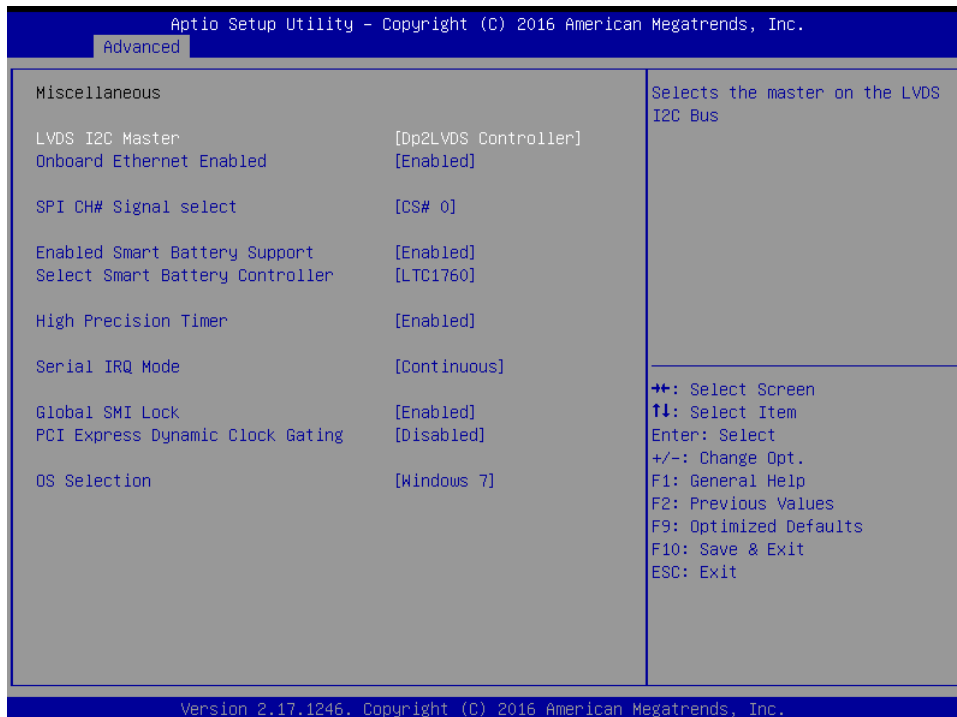 Aptio Setup Utility – Copyright (C) 2016 American Megatrends, Inc.
Advanced
Miscellaneous
LVDS I2C Master [Dp2LVDS Controller]
Onboard Ethernet Enabled [Enabled]
SPI CH# Signal select [CS# 0]
Enabled Smart Battery Support [Enabled]
Select Smart Battery Controller [LTC1760]
High Precision Timer [Enabled]
Serial IRQ Mode [Continuous]
Global SMI Lock [Enabled]
PCI Express Dynamic Clock Gating [Disabled]
OS Selection [Windows 7]
Selects the master on the LVDS
I2C Bus
→←: Select Screen
↑↓: Select Item
Enter: Select
+/-: Change Opt.
F1: General Help
F2: Previous Values
F9: Optimized Defaults
F10: Save & Exit
ESC: Exit
Version 2.17.1246. Copyright (C) 2016 American Megatrends, Inc.